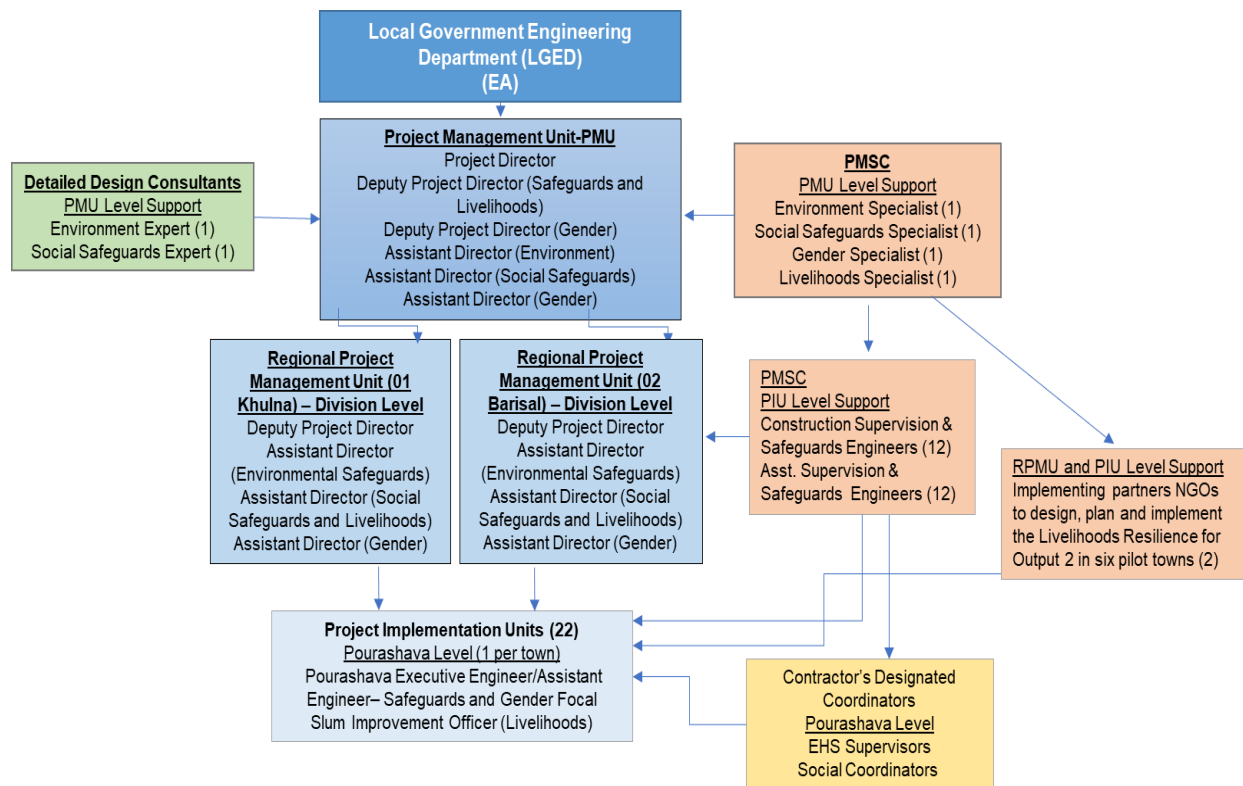 Local Government Engineering
Department (LGED)
(EA)
Project Management Unit-PMU
Project Director
Deputy Project Director (Safeguards and
Livelihoods)
Deputy Project Director (Gender)
Assistant Director (Environment)
Assistant Director (Social Safeguards)
Assistant Director (Gender)
Detailed Design Consultants
PMU Level Support
Environment Expert (1)
Social Safeguards Expert (1)
PMSC
PMU Level Support
Environment Specialist (1)
Social Safeguards Specialist (1)
Gender Specialist (1)
Livelihoods Specialist (1)
Regional Project
Management Unit (01
Khulna) – Division Level
Deputy Project Director
Assistant Director
(Environmental Safeguards)
Assistant Director (Social
Safeguards and Livelihoods)
Assistant Director (Gender)
Regional Project
Management Unit (02
Barisal) – Division Level
Deputy Project Director
Assistant Director
(Environmental Safeguards)
Assistant Director (Social
Safeguards and Livelihoods)
Assistant Director (Gender)
PMSC
PIU Level Support
Construction Supervision &
Safeguards Engineers (12)
Asst. Supervision &
Safeguards Engineers (12)
RPMU and PIU Level Support
Implementing partners NGOs
to design, plan and implement
the Livelihoods Resilience for
Output 2 in six pilot towns (2)
Project Implementation Units (22)
Pourashava Level (1 per town)
Pourashava Executive Engineer/Assistant
Engineer– Safeguards and Gender Focal
Slum Improvement Officer (Livelihoods)
Contractor's Designated
Coordinators
Pourashava Level
EHS Supervisors
Social Coordinators